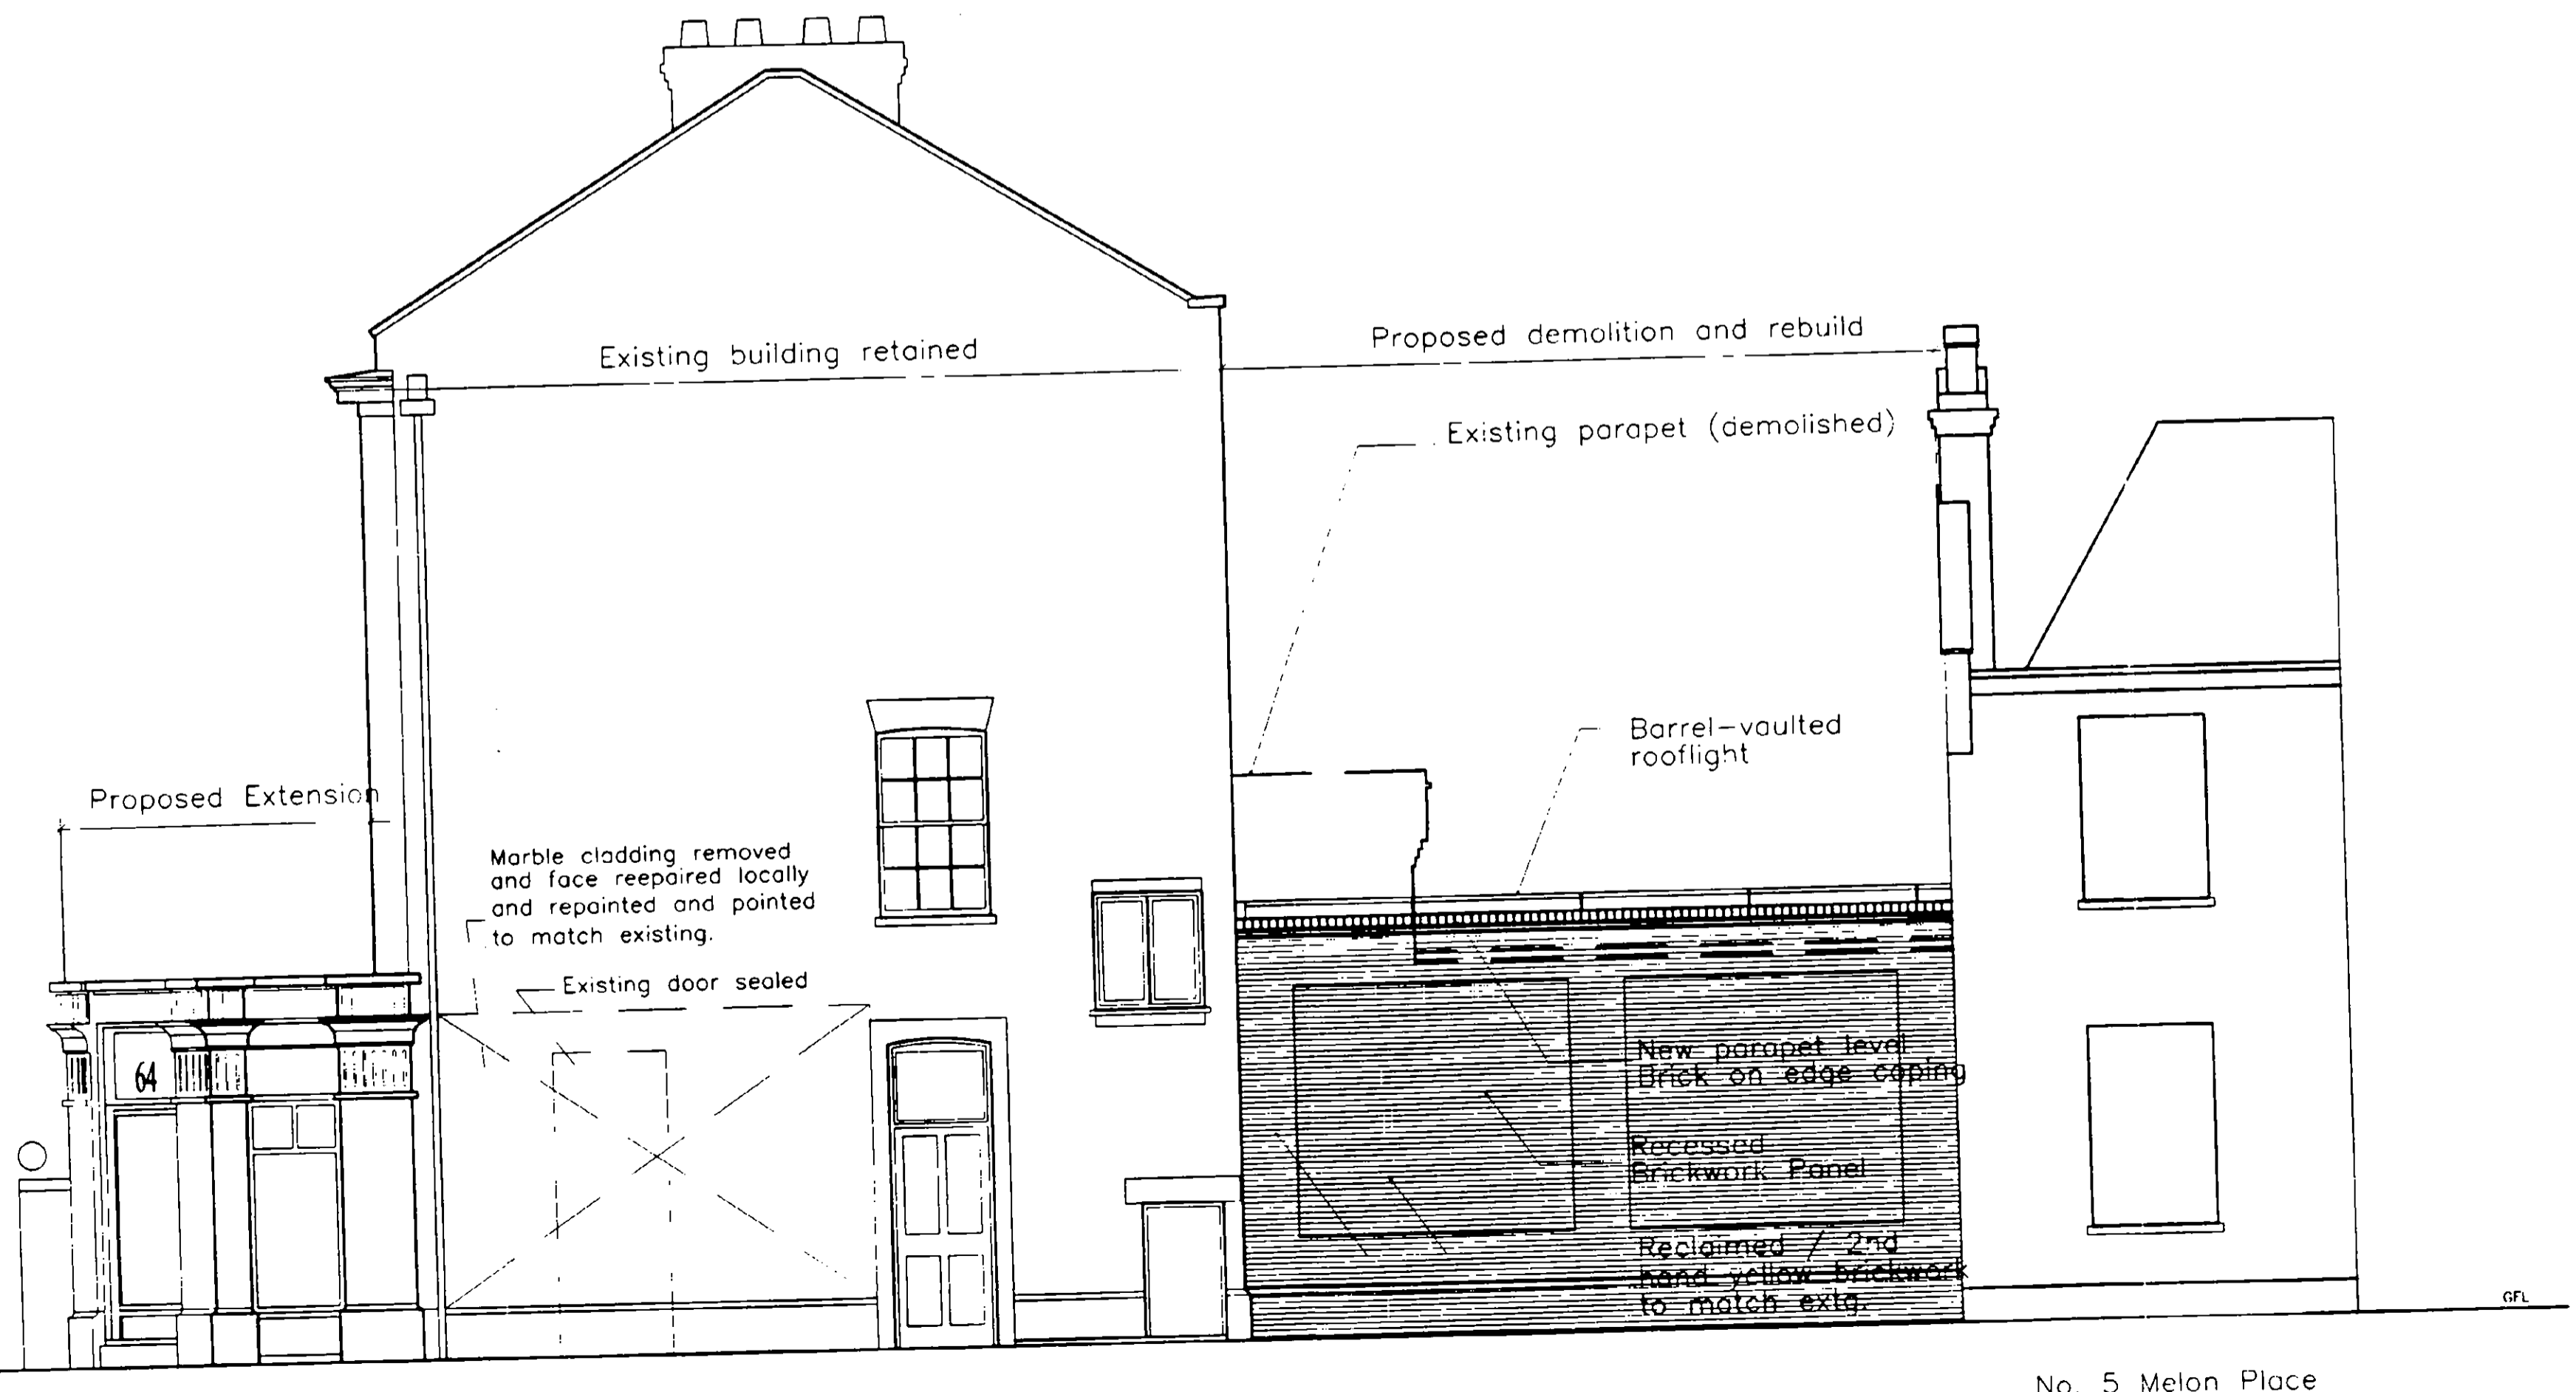 Existing building retained
Proposed demolition and rebuild
Existing parapet (demolished)
Barrel-vaulted
rooflight
Proposed Extension
Marble cladding removed
and face reepaired locally
and repainted and pointed
to match existing.
Existing door sealed
64
New parapet level
Brick on edge coping
Recessed
Brickwork Panel
Reclaimed / 2nd
hand yellow brickwork
to match extg.
GFL
No. 5 Melon Place